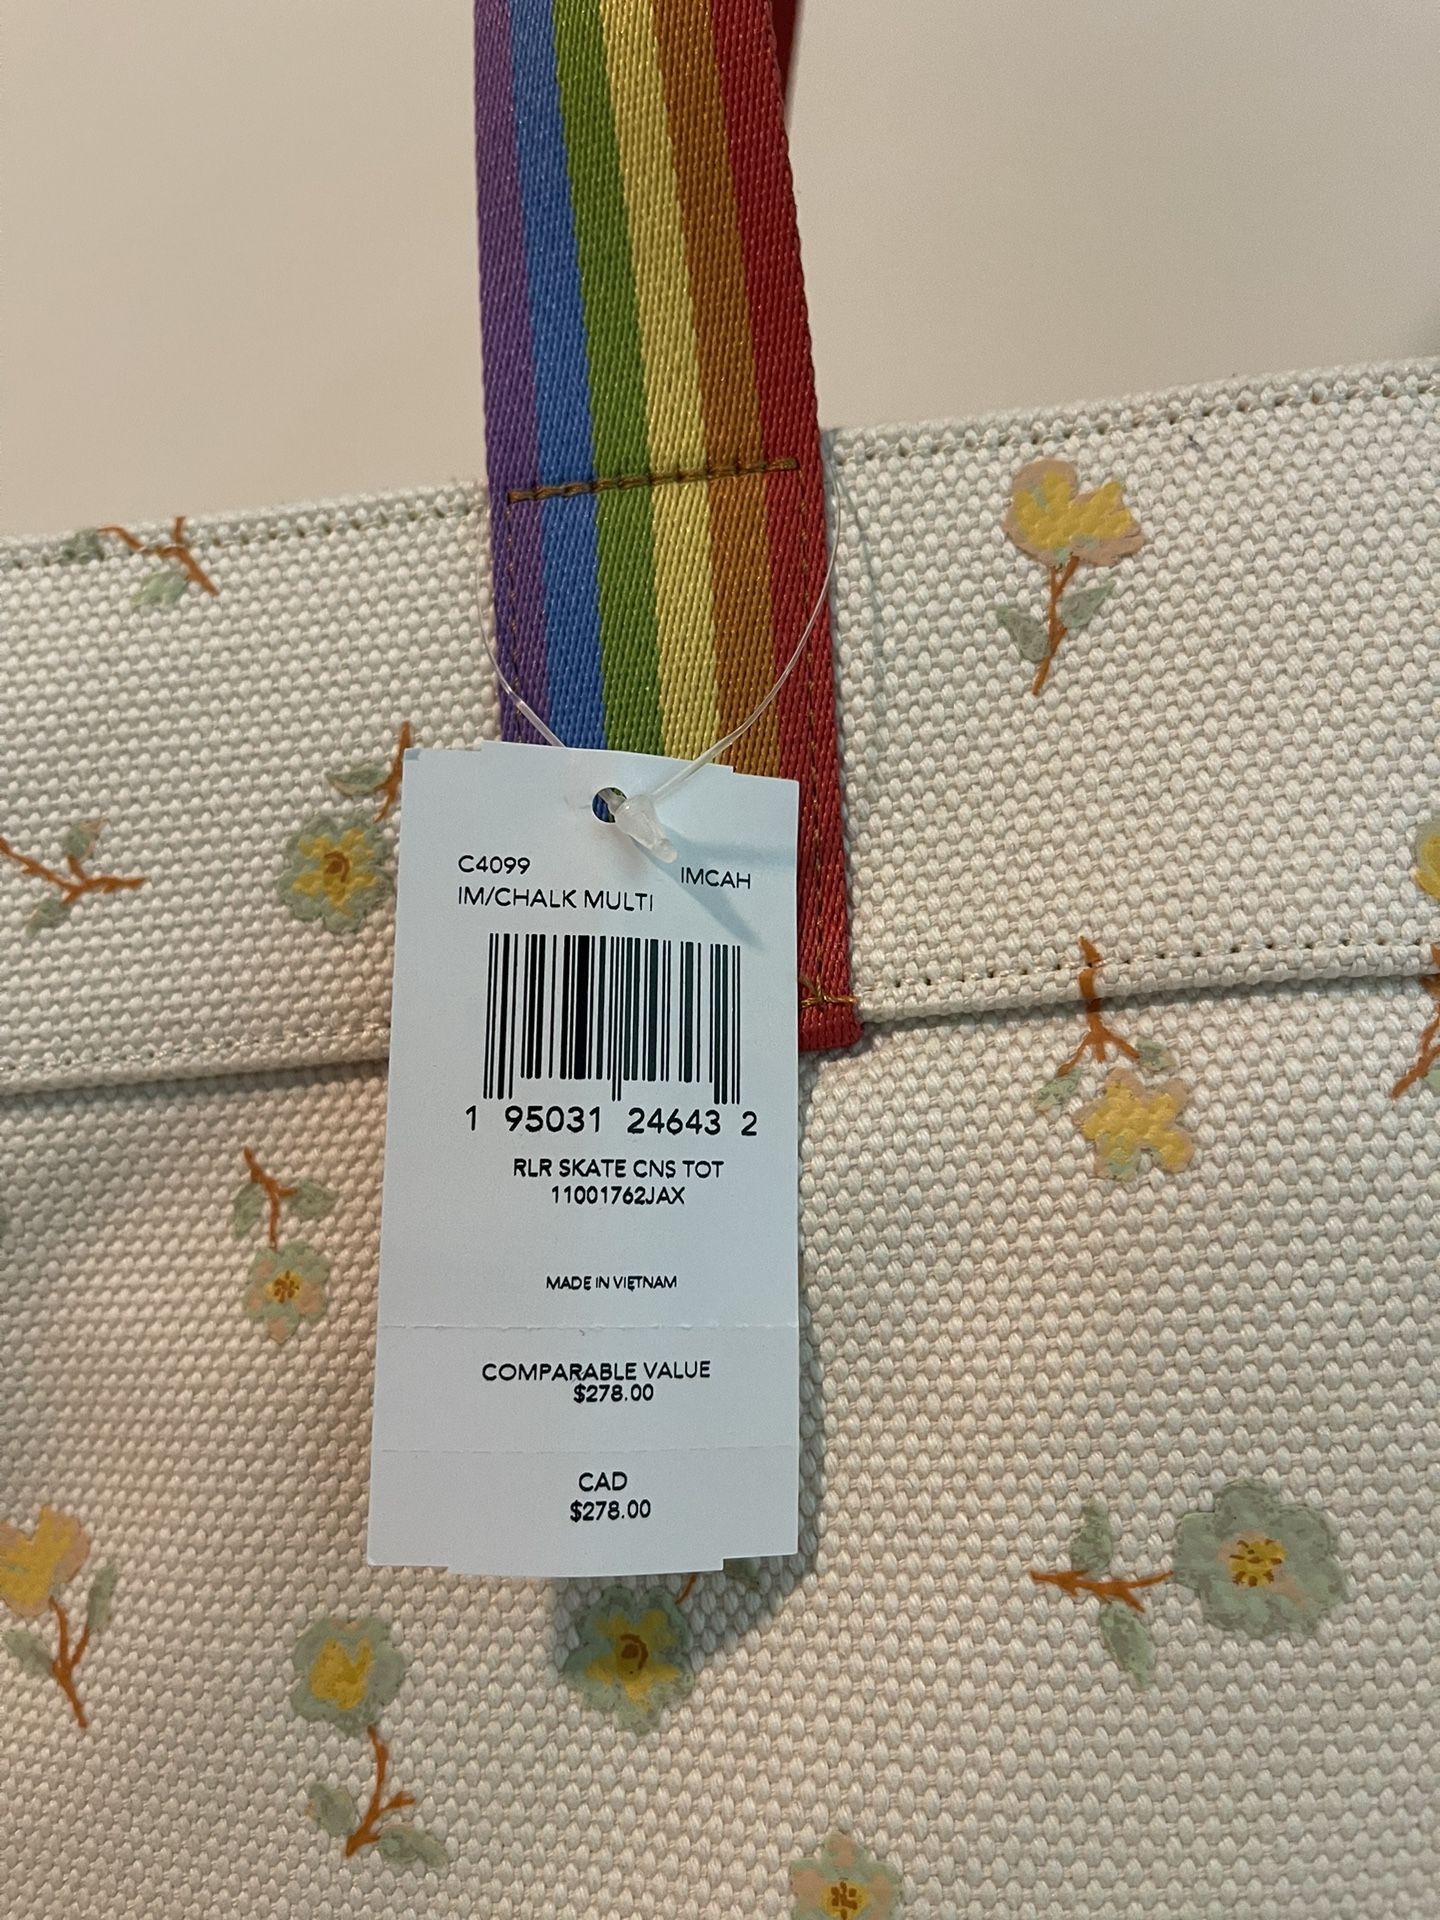 C4099 IMCAH
IM/CHALK MULTI
1 95031 24643 2
RLR SKATE CNS TOT
11001762JAX
MADE IN VIETNAM
COMPARABLE VALUE
$278.00
CAD
$278.00